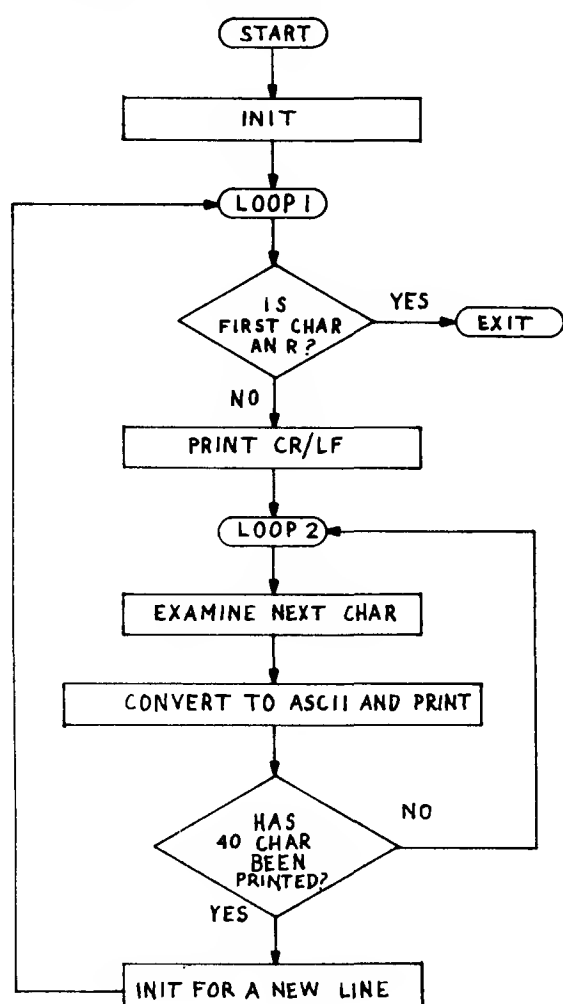 START
INIT
LOOP 1
IS
FIRST CHAR
AN R?
YES
EXIT
NO
PRINT CR/LF
LOOP 2
EXAMINE NEXT CHAR
CONVERT TO ASCII AND PRINT
HAS
40 CHAR
BEEN
PRINTED?
NO
YES
INIT FOR A NEW LINE